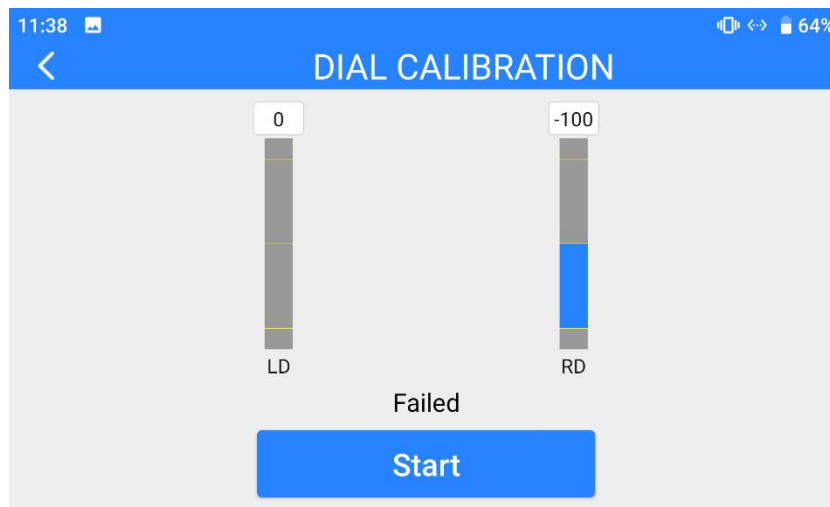 11:38 64%
DIAL CALIBRATION
0 -100
LD RD
Failed
Start